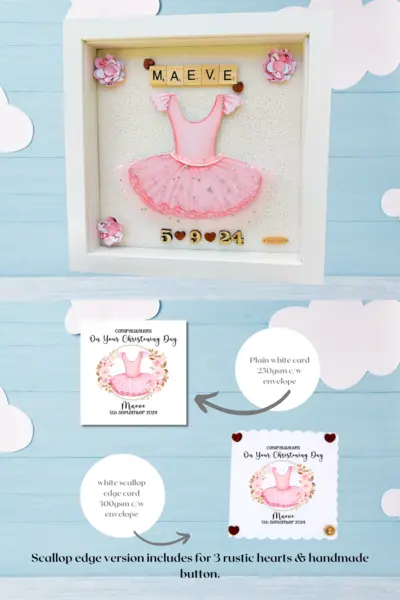 MAEVE
5 9 24
CONGRATULATIONS
On Your Christening Day
Maeve
5th September 2024
Plain white card
250gsm c/w
envelope
white scallop
edge card
300gsm c/w
envelope
CONGRATULATIONS
On Your Christening Day
Maeve
5th September 2024
Scallop edge version includes for 3 rustic hearts & handmade
button.